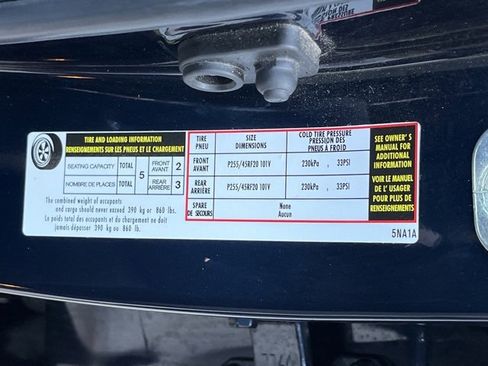 TIRE AND LOADING INFORMATION
RENSEIGNEMENTS SUR LES PNEUS ET LE CHARGEMENT
SEATING CAPACITY TOTAL 5 FRONT AVANT 2
NOMBRE DE PLACES TOTAL REAR ARRIÈRE 3
The combined weight of occupants
and cargo should never exceed 390 kg or 860 lbs.
Le poids total des occupants et du chargement ne doit
jamais dépasser 390 kg ou 860 lb.
TIRE PNEU SIZE DIMENSIONS COLD TIRE PRESSURE PRESSION DES PNEUS À FROID
FRONT AVANT P255/45RF20 101V 230kPa , 33PSI
REAR ARRIÈRE P255/45RF20 101V 230kPa , 33PSI
SPARE DE SECOURS None Aucun
SEE OWNER'S
MANUAL FOR
ADDITIONAL
INFORMATION
VOIR LE MANUEL
DE L'USAGER
POUR PLUS DE
RENSEIGNEMENTS
5NA1A